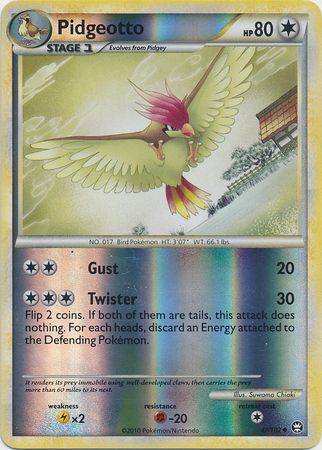 Pidgeotto HP 80
STAGE 1 Evolves from Pidgey
NO. 017 Bird Pokémon HT: 3'07" WT: 66.1 lbs.
Gust 20
Twister 30
Flip 2 coins. If both of them are tails, this attack does
nothing. For each heads, discard an Energy attached to
the Defending Pokémon.
It renders its prey immobile using well-developed claws, then carries the prey
more than 60 miles to its nest.
Illus. Suwama Chiaki
weakness resistance retreat cost
×2 -20
©2010 Pokémon/Nintendo